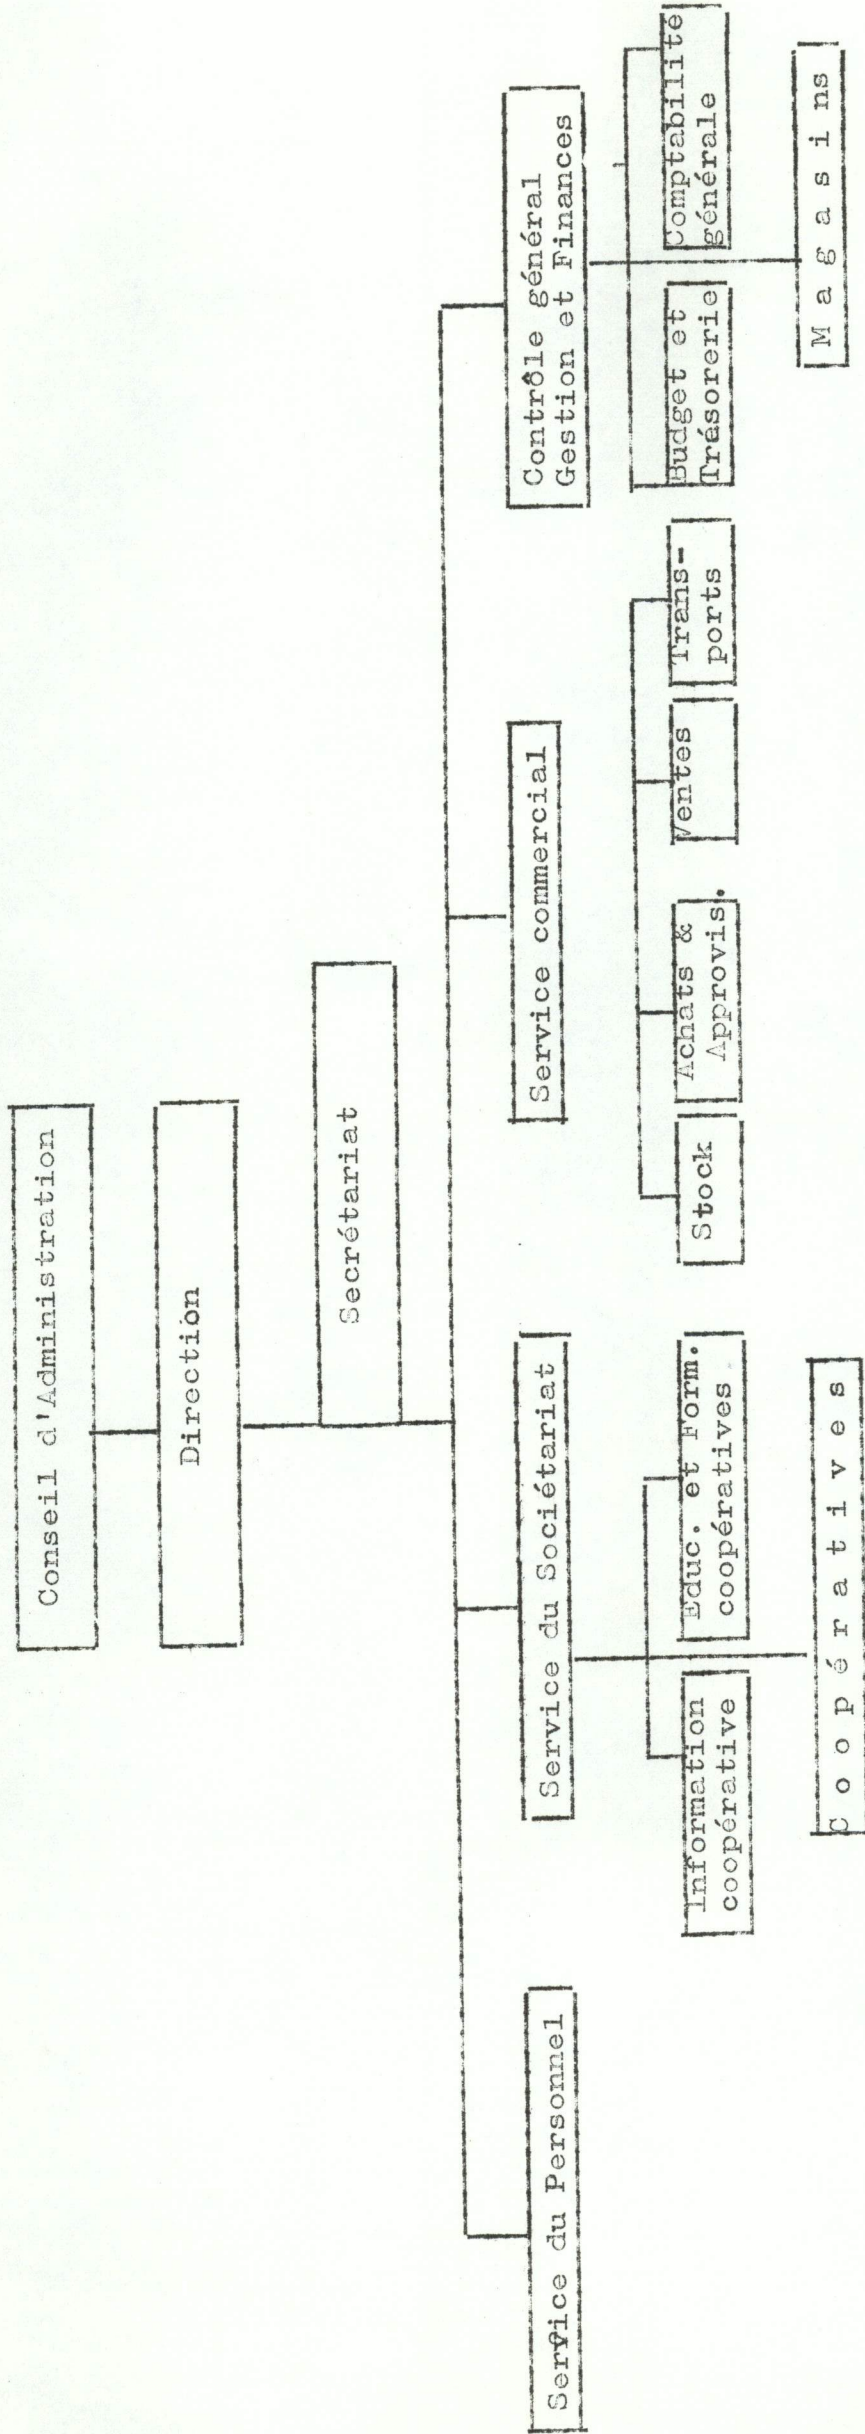 Conseil d'Administration
Direction
Secrétariat
Service du Personnel
Service du Sociétariat
Service commercial
Contrôle général
Gestion et Finances
Information
coopérative
Educ. et Form.
coopératives
Stock
Achats &
Approvis.
Ventes
Trans-
ports
Budget et
Trésorerie
Comptabilité
générale
C o o p é r a t i v e s
M a g a s i n s